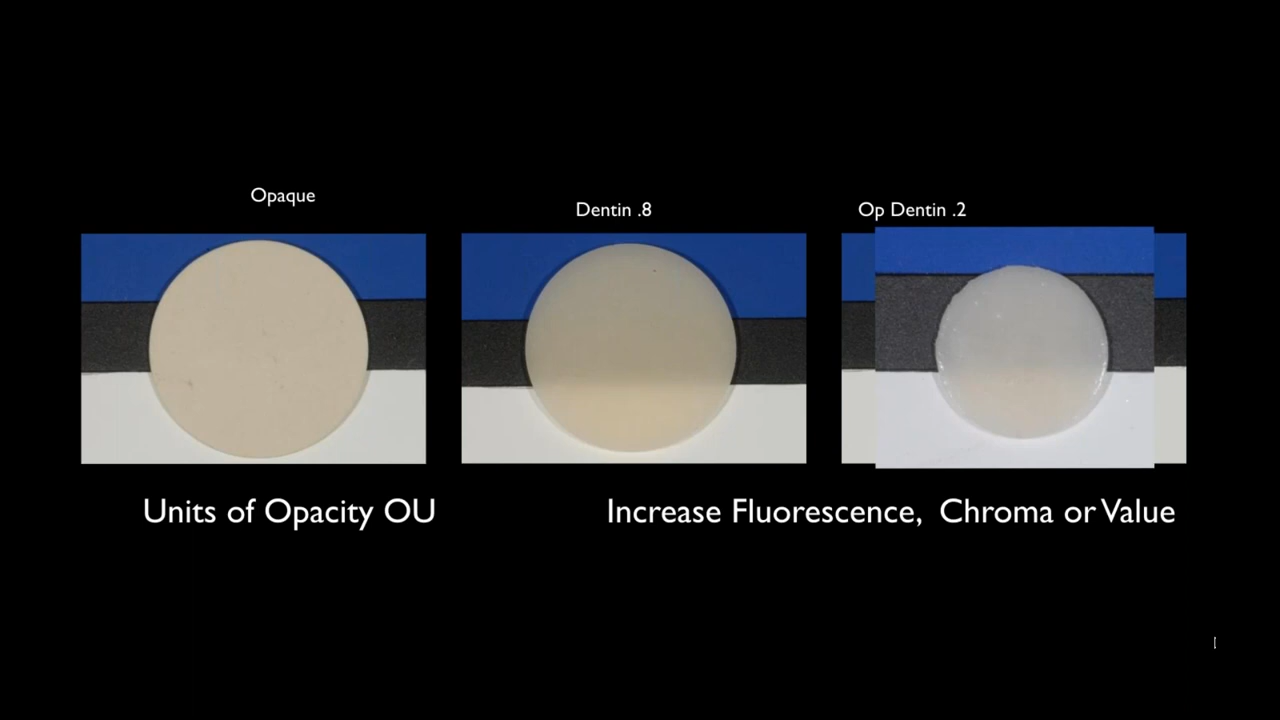 Opaque
Dentin .8
Op Dentin .2
Units of Opacity OU
Increase Fluorescence, Chroma or Value